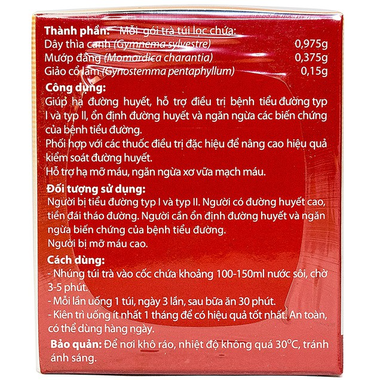 Thành phần: Mỗi gói trà túi lọc chứa:
Dây thìa canh (Gymnema sylvestre) 0,975g
Mướp đắng (Momordica charantia) 0,375g
Giảo cổ lam (Gynostemma pentaphyllum) 0,15g
Công dụng:
Giúp hạ đường huyết, hỗ trợ điều trị bệnh tiểu đường typ
I và typ II, ổn định đường huyết và ngăn ngừa các biến chứng
của bệnh tiểu đường.
Phối hợp với các thuốc điều trị đặc hiệu để nâng cao hiệu quả
kiểm soát đường huyết.
Hỗ trợ hạ mỡ máu, ngăn ngừa xơ vữa mạch máu.
Đối tượng sử dụng:
Người bị tiểu đường typ I và typ II. Người có đường huyết cao,
tiền đái tháo đường. Người cần ổn định đường huyết và ngăn
ngừa biến chứng của bệnh tiểu đường.
Người bị mỡ máu cao.
Cách dùng:
- Nhúng túi trà vào cốc chứa khoảng 100-150ml nước sôi, chờ
3-5 phút.
- Mỗi lần uống 1 túi, ngày 3 lần, sau bữa ăn 30 phút.
- Kiên trì uống ít nhất 1 tháng để có hiệu quả tốt nhất. An toàn,
có thể dùng hàng ngày.
Bảo quản: Để nơi khô ráo, nhiệt độ không quá 30°C, tránh
ánh sáng.